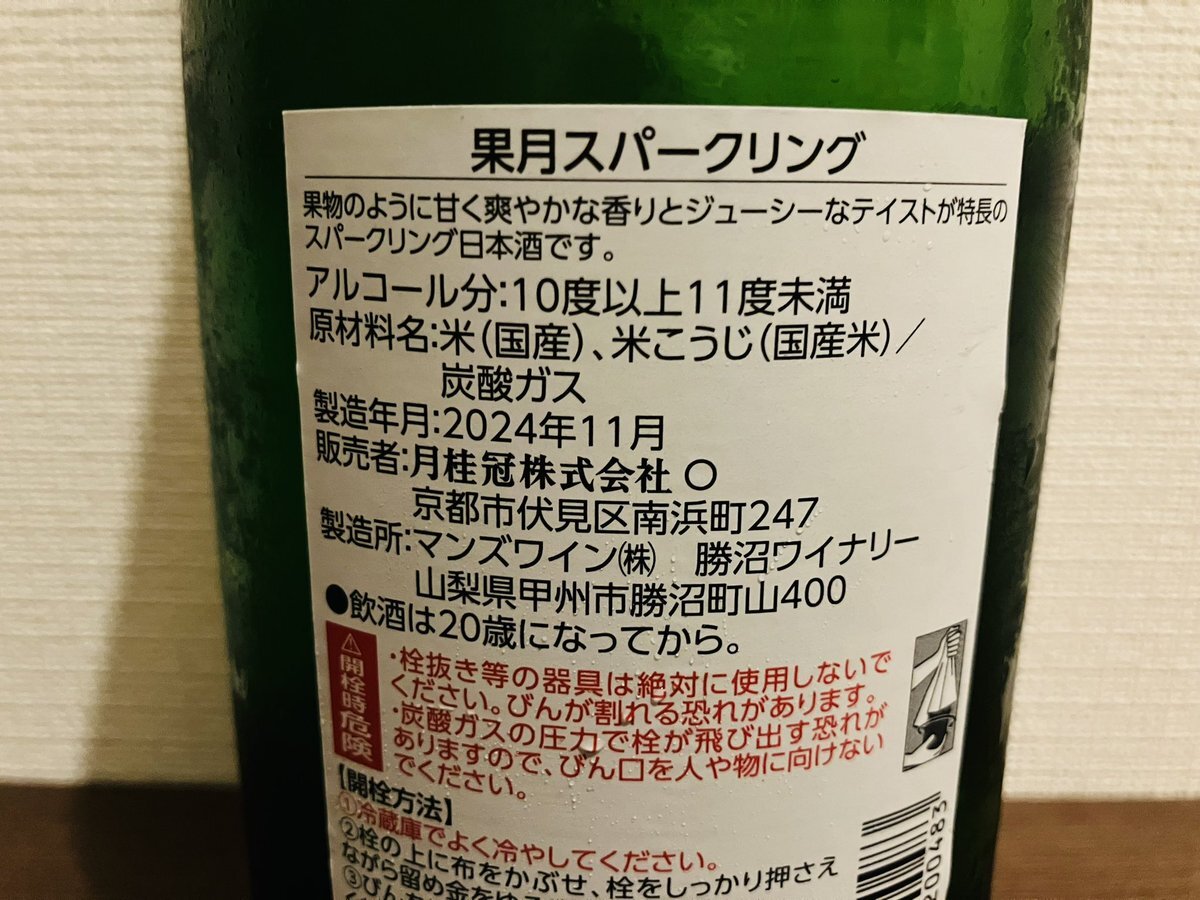 果月スパークリング
果物のように甘く爽やかな香りとジューシーなテイストが特長の
スパークリング日本酒です。
アルコール分:10度以上11度未満
原材料名:米(国産)、米こうじ(国産米)/
炭酸ガス
製造年月:2024年11月
販売者:月桂冠株式会社 〇
京都市伏見区南浜町247
製造所:マンズワイン㈱ 勝沼ワイナリー
山梨県甲州市勝沼町山400
●飲酒は20歳になってから。
⚠開栓時危険
・栓抜き等の器具は絶対に使用しないで
ください。びんが割れる恐れがあります。
・炭酸ガスの圧力で栓が飛び出す恐れが
ありますので、びん口を人や物に向けない
でください。
【開栓方法】
①冷蔵庫でよく冷やしてください。
②栓の上に布をかぶせ、栓をしっかり押さえ
ながら留め金をゆる
③びん
200483